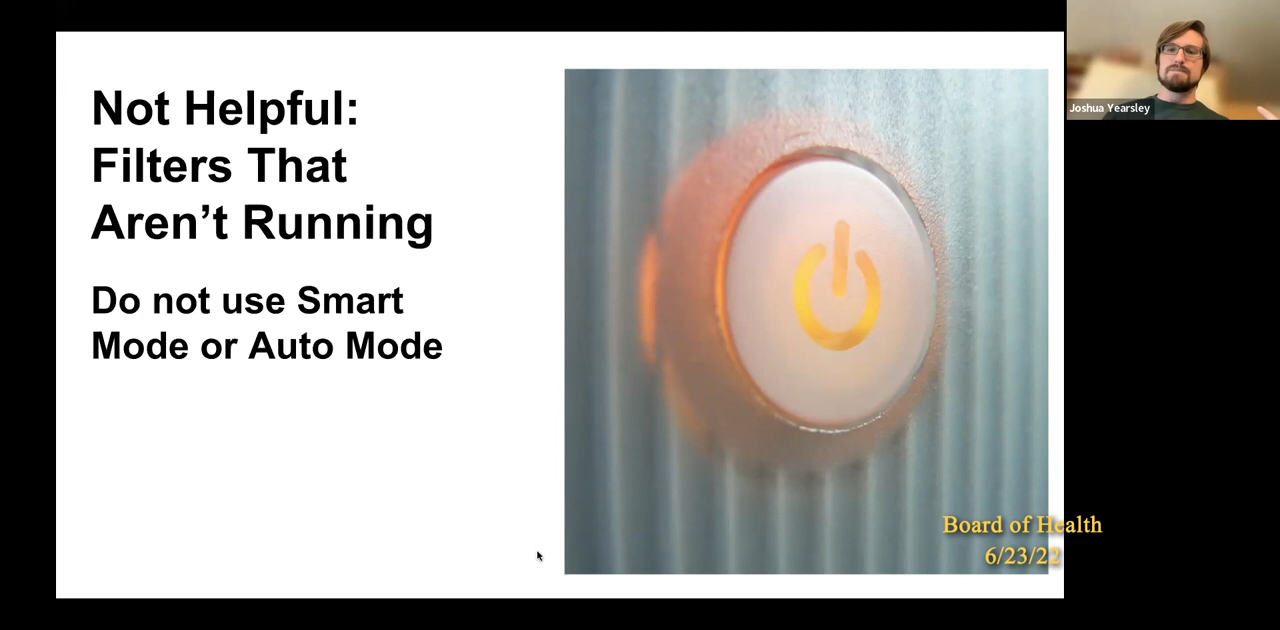 Not Helpful:
Filters That
Aren’t Running
Do not use Smart
Mode or Auto Mode
Joshua Yearsley
Board of Health
6/23/22